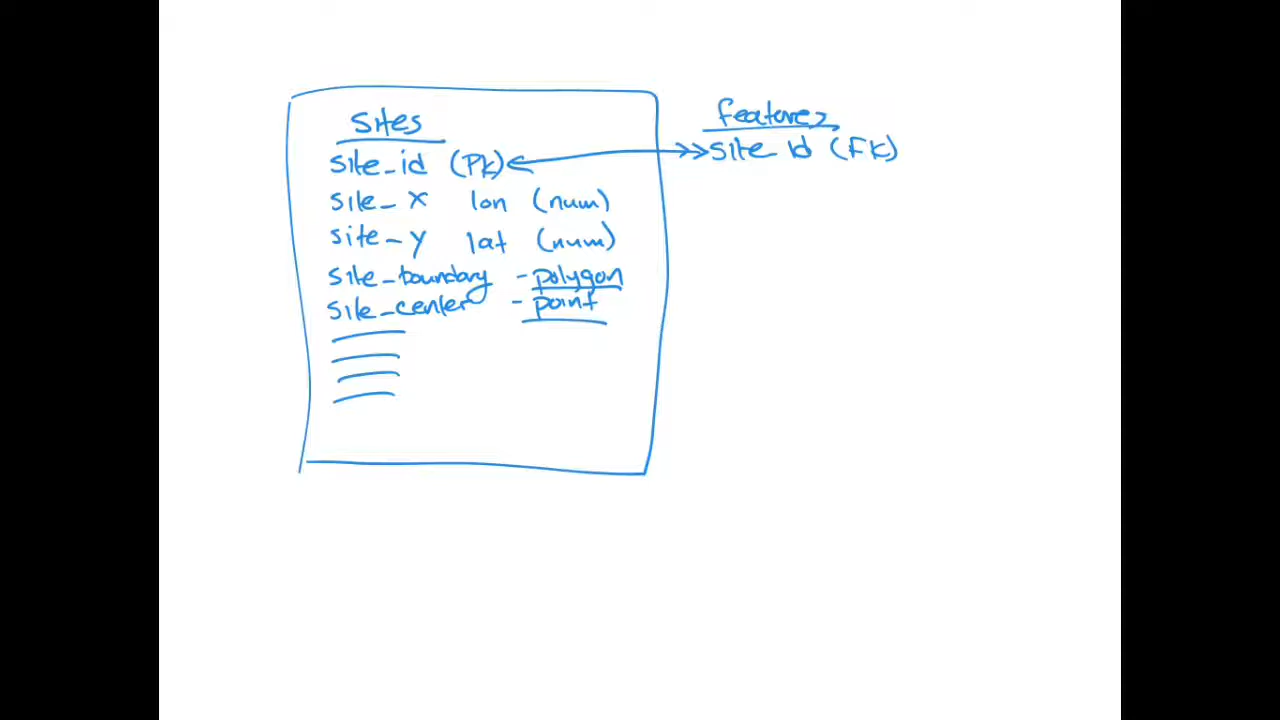 Sites
site_id (PK)
site_x lon (num)
site_y lat (num)
site_boundary - polygon
site_center - point
features
site id (FK)